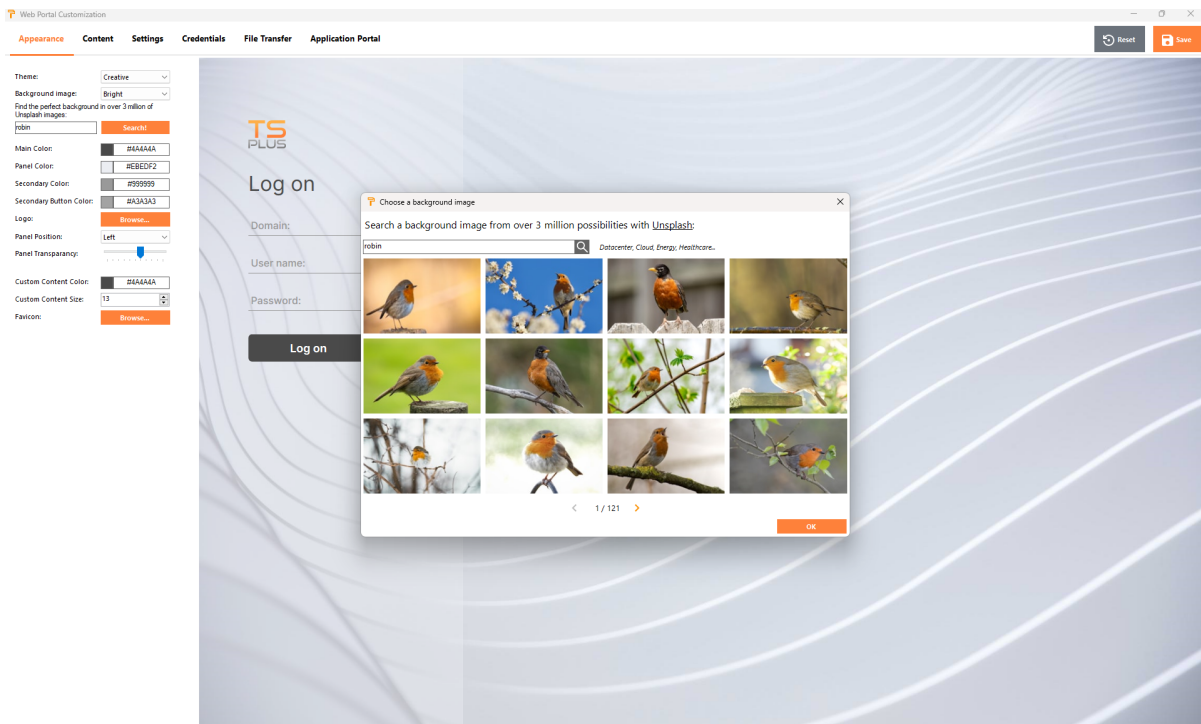 Web Portal Customization
Appearance Content Settings Credentials File Transfer Application Portal
Reset Save
Theme: Creative
Background image: Bright
Find the perfect background in over 3 million of
Unsplash images:
robin Search!
Main Color: #4A4A4A
Panel Color: #EBEDF2
Secondary Color: #999999
Secondary Button Color: #A3A3A3
Logo: Browse...
Panel Position: Left
Panel Transparancy:
Custom Content Color: #4A4A4A
Custom Content Size: 13
Favicon: Browse...
TS
PLUS
Log on
Domain:
User name:
Password:
Log on
Choose a background image
Search a background image from over 3 million possibilities with Unsplash:
robin Datacenter, Cloud, Energy, Healthcare..
1 / 121
OK